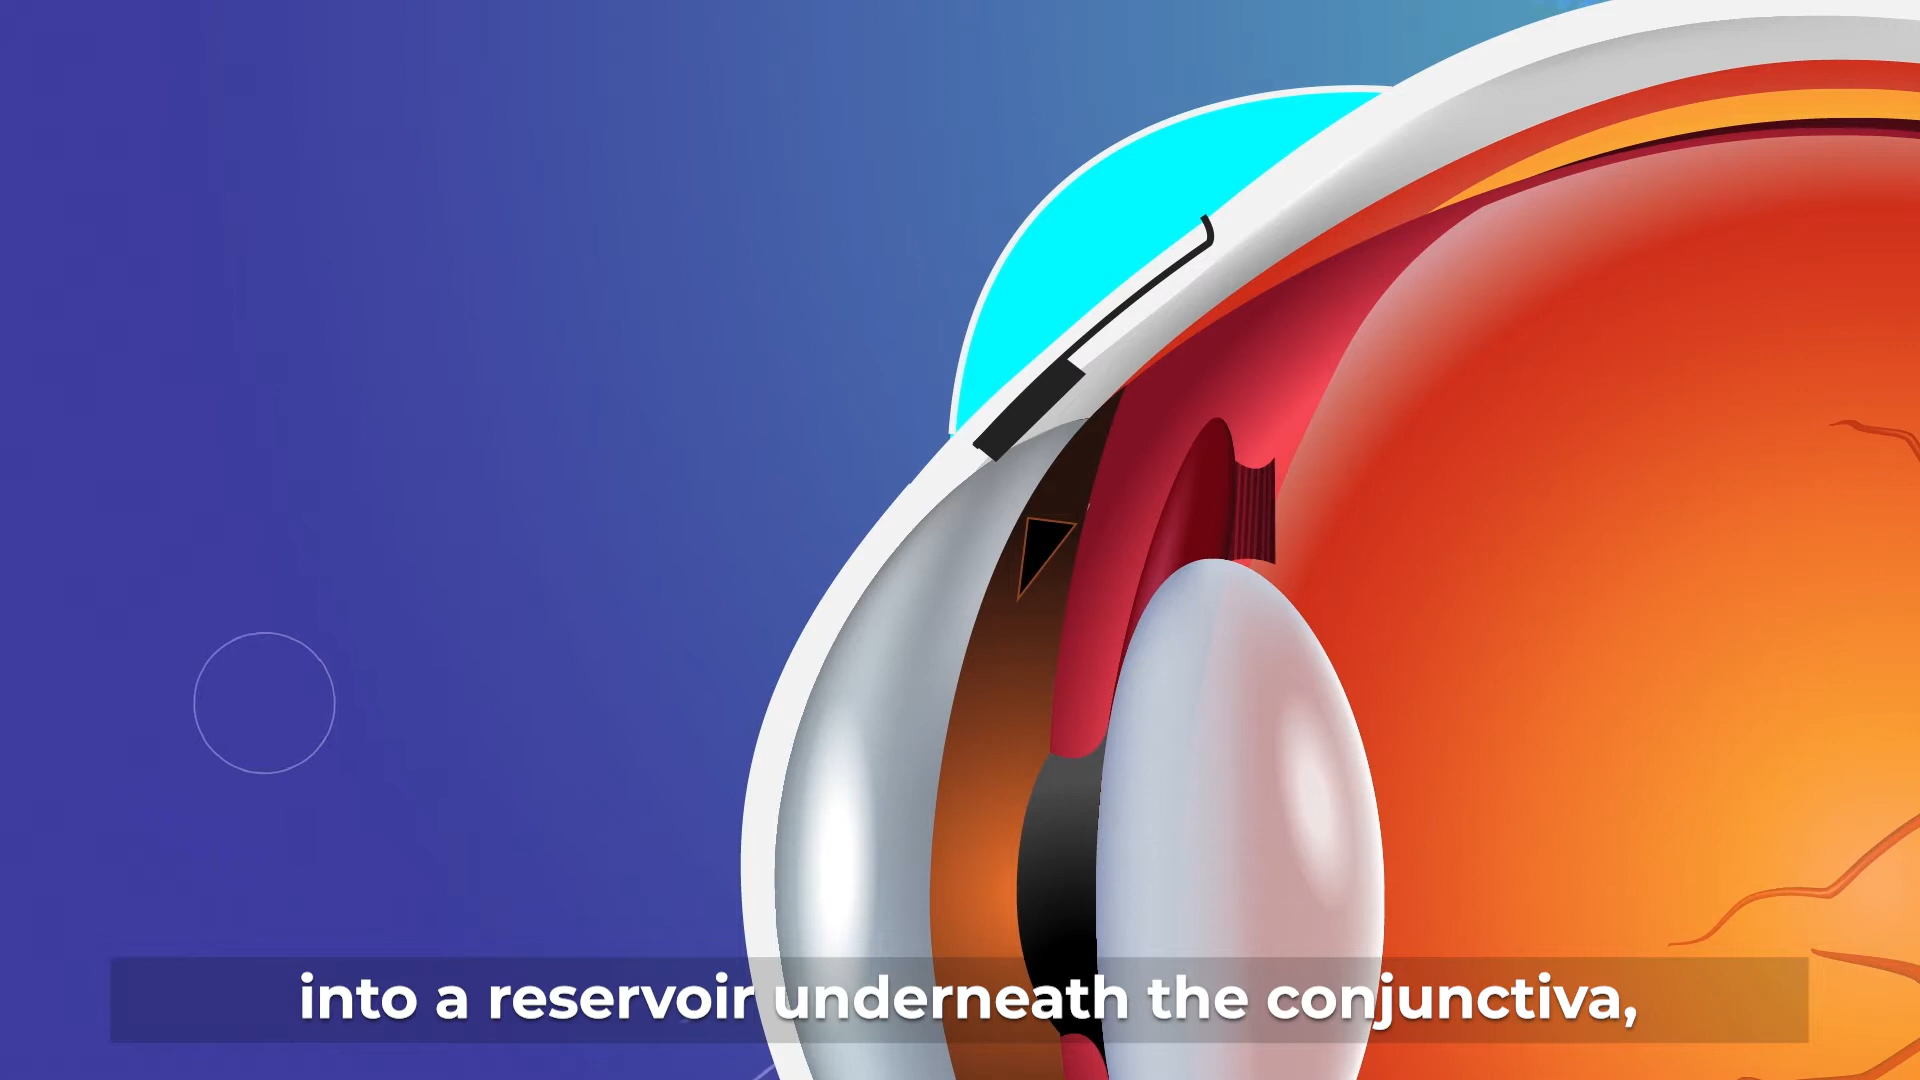 into a reservoir underneath the conjunctiva,